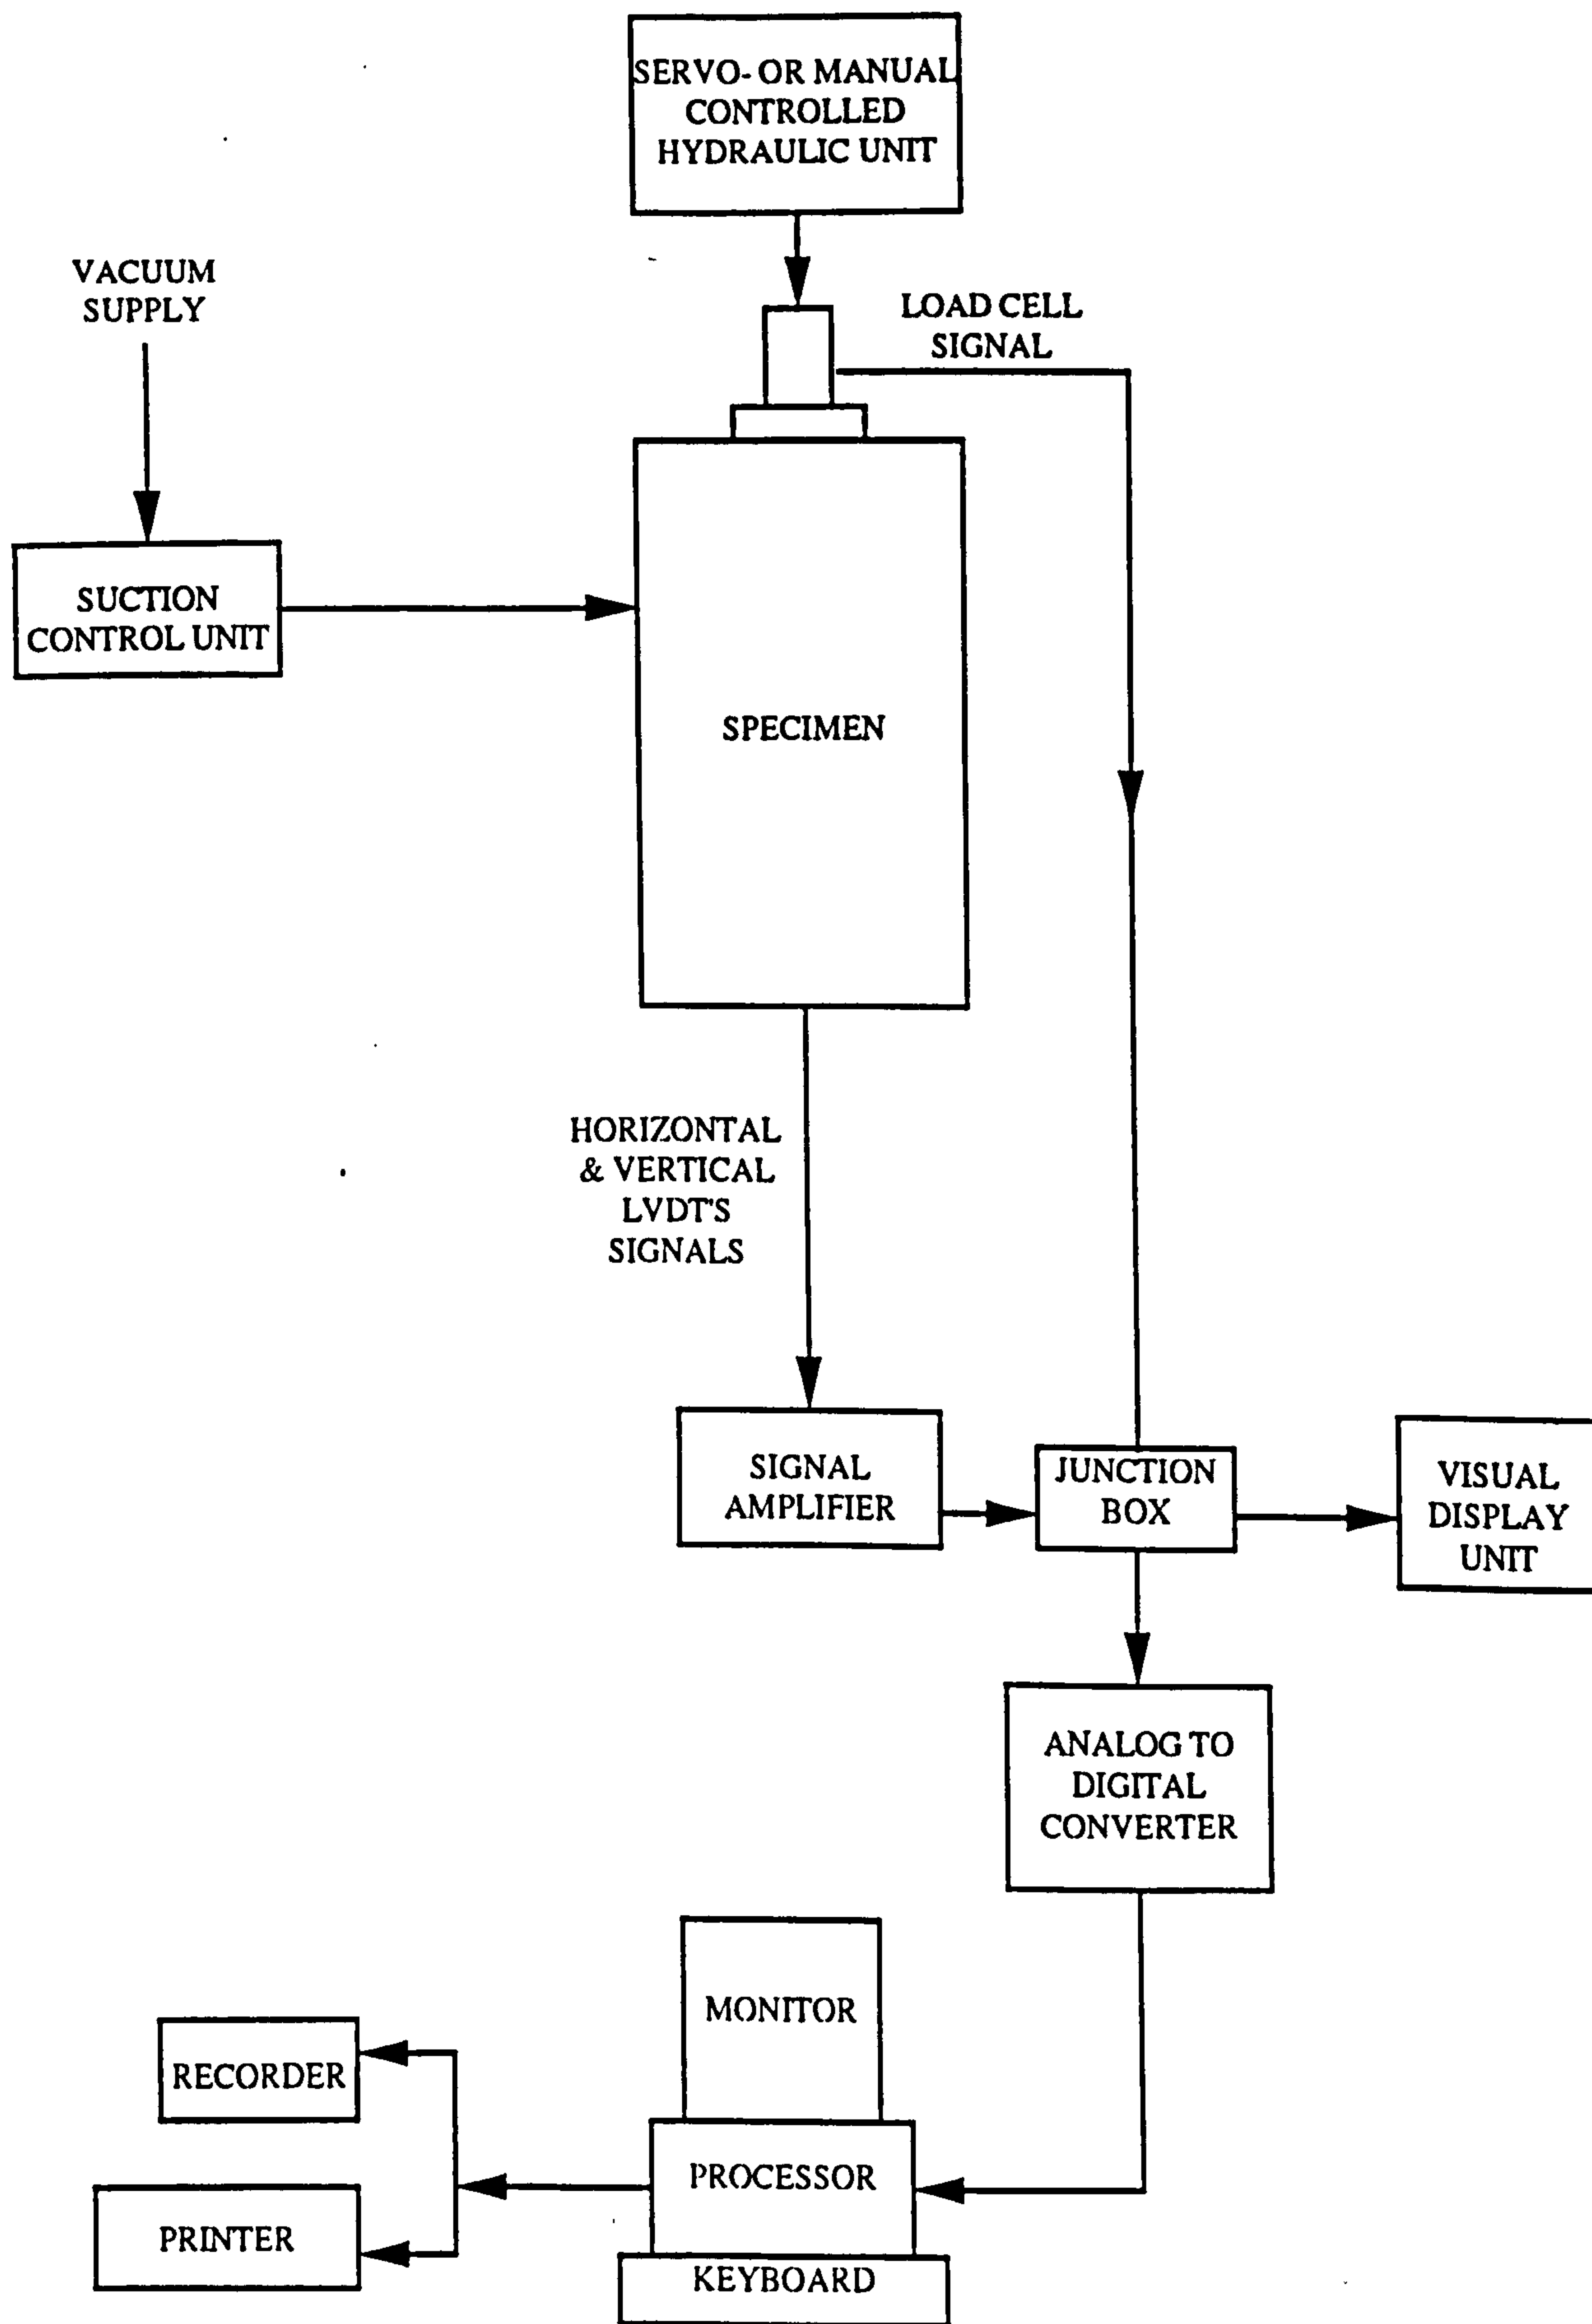 SERVO- OR MANUAL
CONTROLLED
HYDRAULIC UNIT
VACUUM
SUPPLY
LOAD CELL
SIGNAL
SUCTION
CONTROL UNIT
SPECIMEN
HORIZONTAL
& VERTICAL
LVDT'S
SIGNALS
SIGNAL
AMPLIFIER
JUNCTION
BOX
VISUAL
DISPLAY
UNIT
ANALOG TO
DIGITAL
CONVERTER
MONITOR
RECORDER
PROCESSOR
PRINTER
KEYBOARD